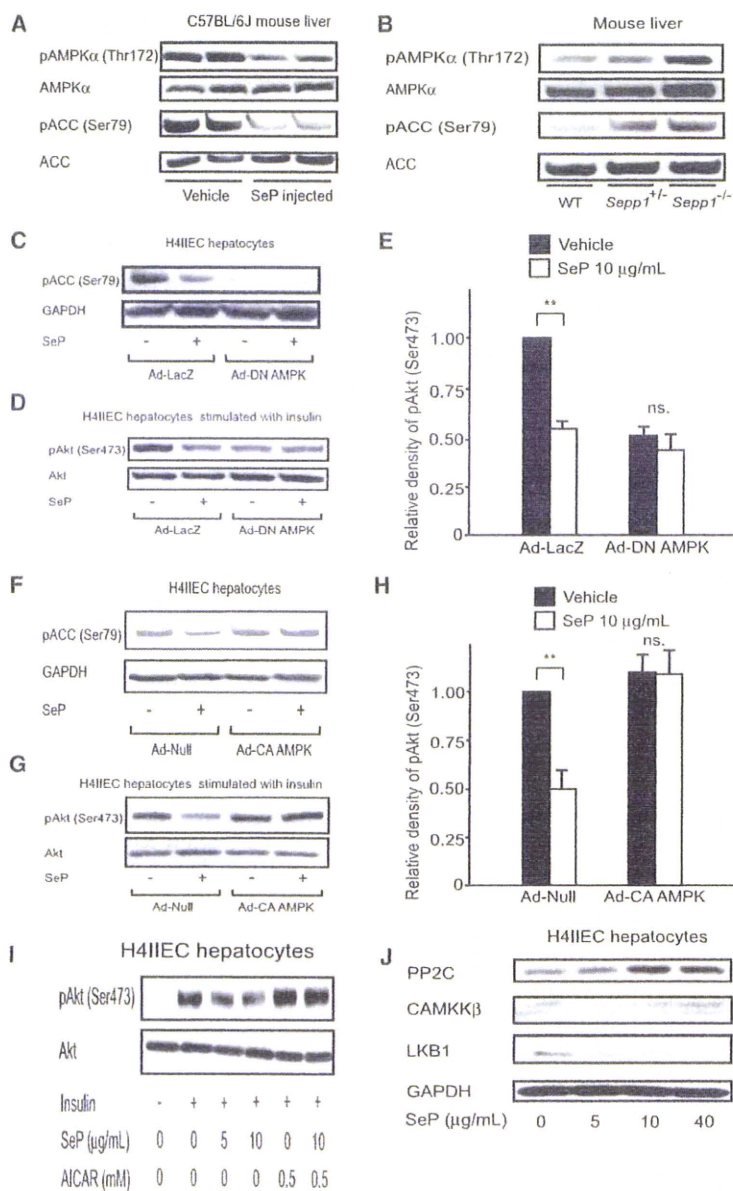 A
C57BL/6J mouse liver
pAMPKα (Thr172)
AMPKα
pACC (Ser79)
ACC
Vehicle SeP injected
B
Mouse liver
pAMPKα (Thr172)
AMPKα
pACC (Ser79)
ACC
WT Sepp1+/- Sepp1-/-
C
H4IIEC hepatocytes
pACC (Ser79)
GAPDH
SeP - + - +
Ad-LacZ Ad-DN AMPK
D
H4IIEC hepatocytes stimulated with insulin
pAkt (Ser473)
Akt
SeP - + - +
Ad-LacZ Ad-DN AMPK
E
Vehicle
SeP 10 μg/mL
Relative density of pAkt (Ser473)
1.00
0.75
0.50
0.25
0
**
ns.
Ad-LacZ Ad-DN AMPK
F
H4IIEC hepatocytes
pACC (Ser79)
GAPDH
SeP - + - +
Ad-Null Ad-CA AMPK
G
H4IIEC hepatocytes stimulated with insulin
pAkt (Ser473)
Akt
SeP - + - +
Ad-Null Ad-CA AMPK
H
Vehicle
SeP 10 μg/mL
Relative density of pAkt (Ser473)
1.00
0.75
0.50
0.25
0
**
ns.
Ad-Null Ad-CA AMPK
I
H4IIEC hepatocytes
pAkt (Ser473)
Akt
Insulin - + + + + +
SeP (μg/mL) 0 0 5 10 0 10
AICAR (mM) 0 0 0 0 0.5 0.5
J
H4IIEC hepatocytes
PP2C
CAMKKβ
LKB1
GAPDH
SeP (μg/mL) 0 5 10 40